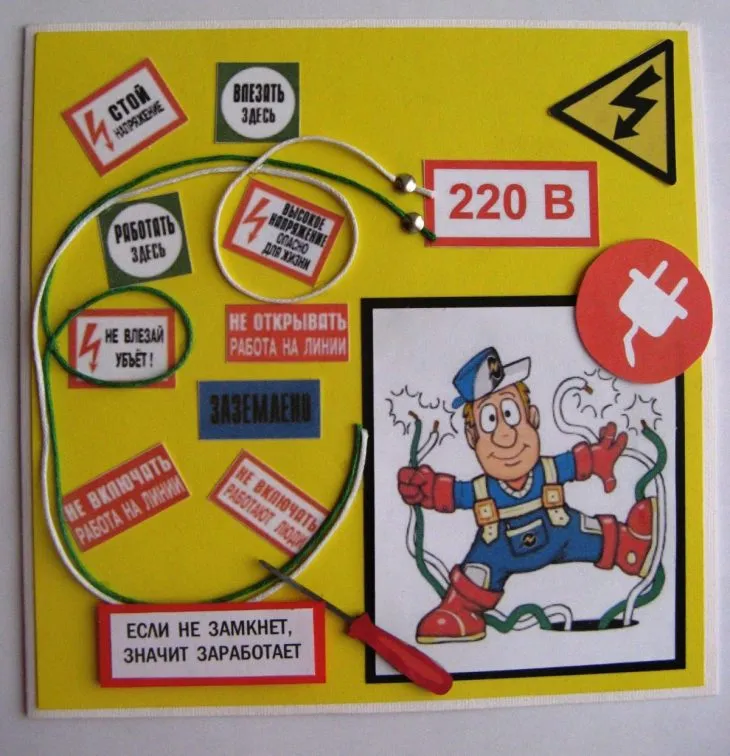 СТОЙ
НАПРЯЖЕНИЕ
ВЛЕЗАТЬ
ЗДЕСЬ
220 В
РАБОТАТЬ
ЗДЕСЬ
ВЫСОКОЕ
НАПРЯЖЕНИЕ
ОПАСНО
ДЛЯ ЖИЗНИ
НЕ ВЛЕЗАЙ
УБЪЁТ!
НЕ ОТКРЫВАТЬ
РАБОТА НА ЛИНИИ
ЗАЗЕМЛЕНО
НЕ ВКЛЮЧАТЬ
РАБОТА НА ЛИНИИ
НЕ ВКЛЮЧАТЬ
РАБОТАЮТ ЛЮДИ
ЕСЛИ НЕ ЗАМКНЕТ,
ЗНАЧИТ ЗАРАБОТАЕТ